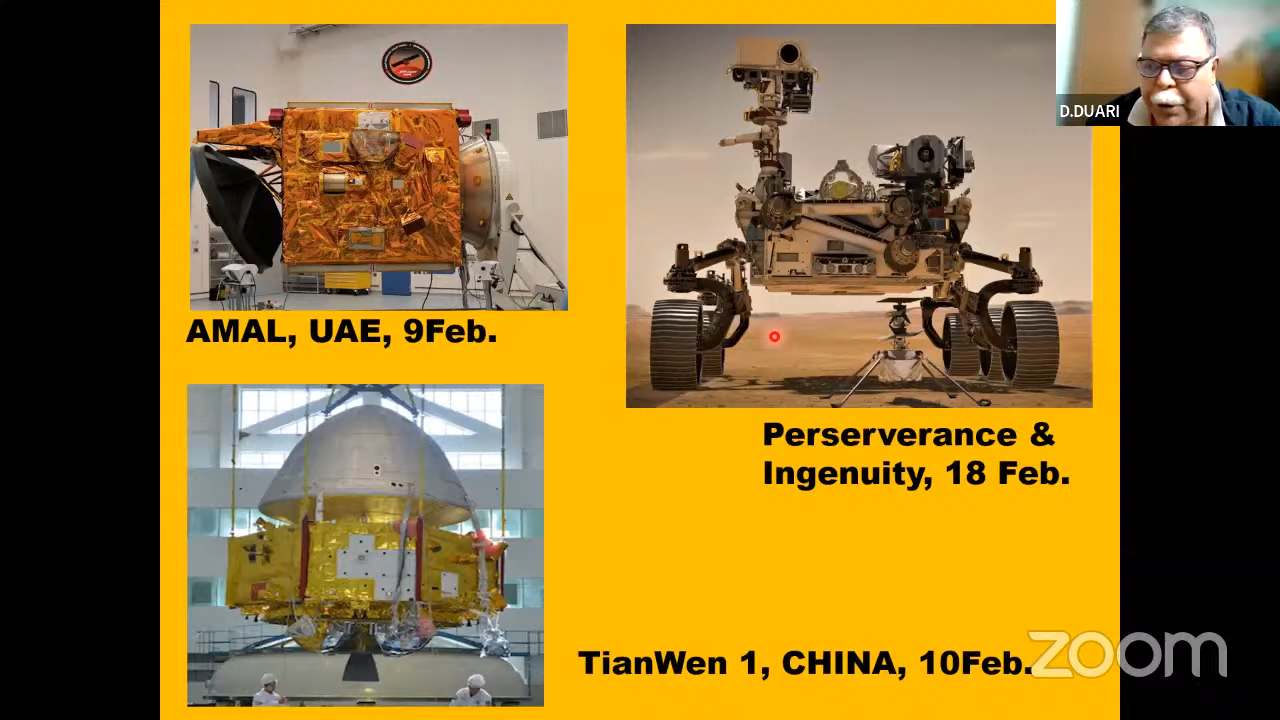 D.DUARI
AMAL, UAE, 9Feb.
Perserverance &
Ingenuity, 18 Feb.
TianWen 1, CHINA, 10Feb.
zoom